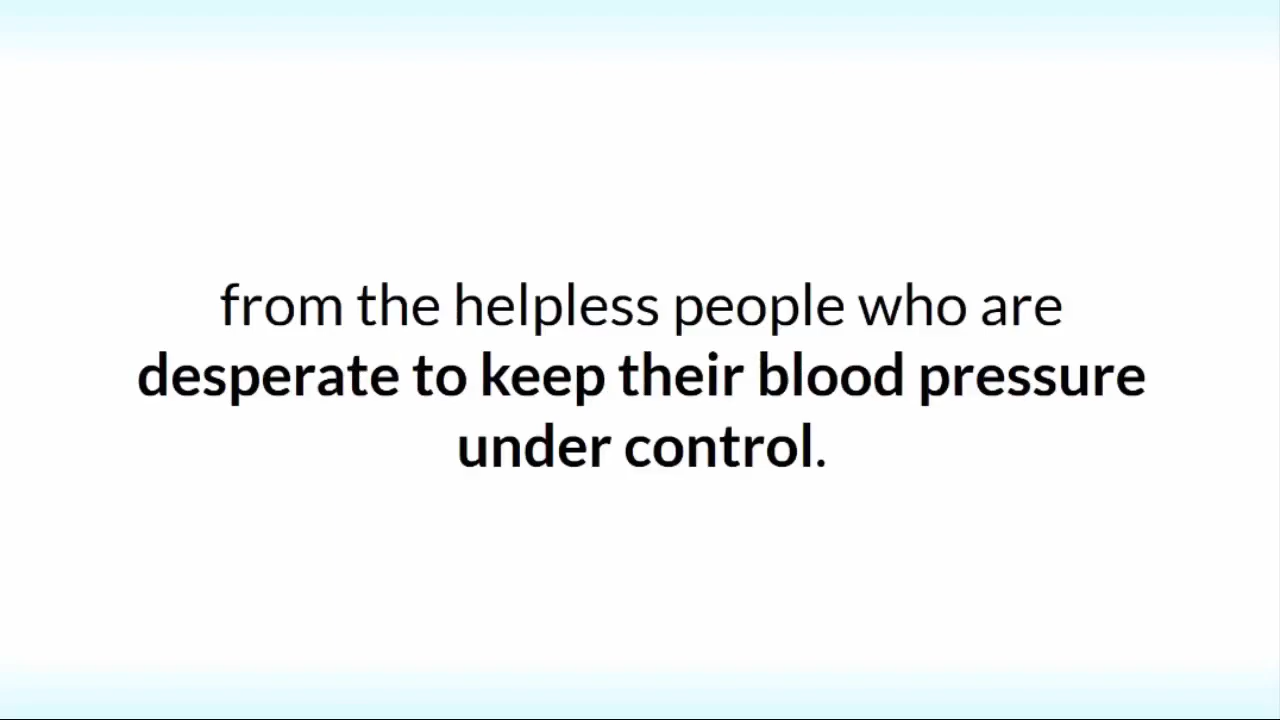 from the helpless people who are
desperate to keep their blood pressure
under control.